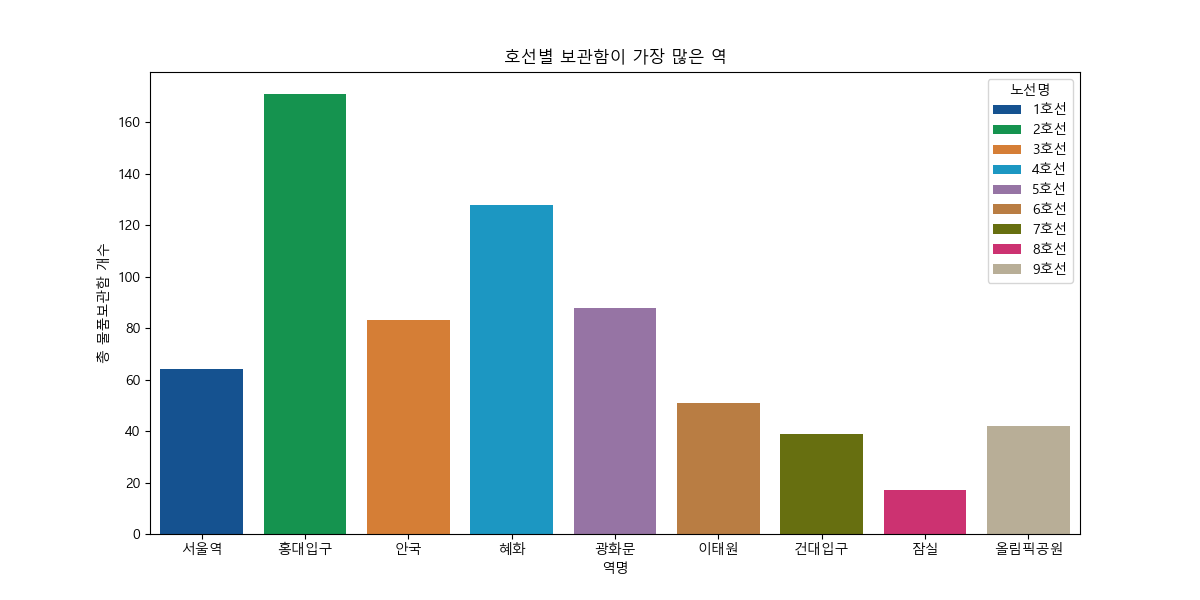 호선별 보관함이 가장 많은 역
총 물품보관함 개수
160
140
120
100
80
60
40
20
0
노선명
1호선
2호선
3호선
4호선
5호선
6호선
7호선
8호선
9호선
서울역 홍대입구 안국 혜화 광화문 이태원 건대입구 잠실 올림픽공원
역명